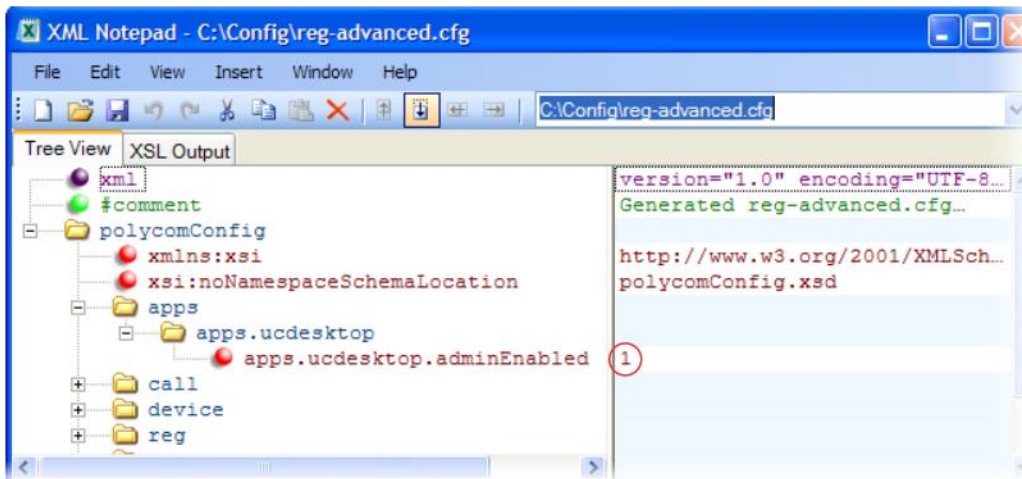 XML Notepad - C:\Config\reg-advanced.cfg
File Edit View Insert Window Help
C:\Config\reg-advanced.cfg
Tree View XSL Output
xml version="1.0" encoding="UTF-8…
#comment Generated reg-advanced.cfg…
polycomConfig
xmlns:xsi http://www.w3.org/2001/XMLSch…
xsi:noNamespaceSchemaLocation polycomConfig.xsd
apps
apps.ucdesktop
apps.ucdesktop.adminEnabled 1
call
device
reg